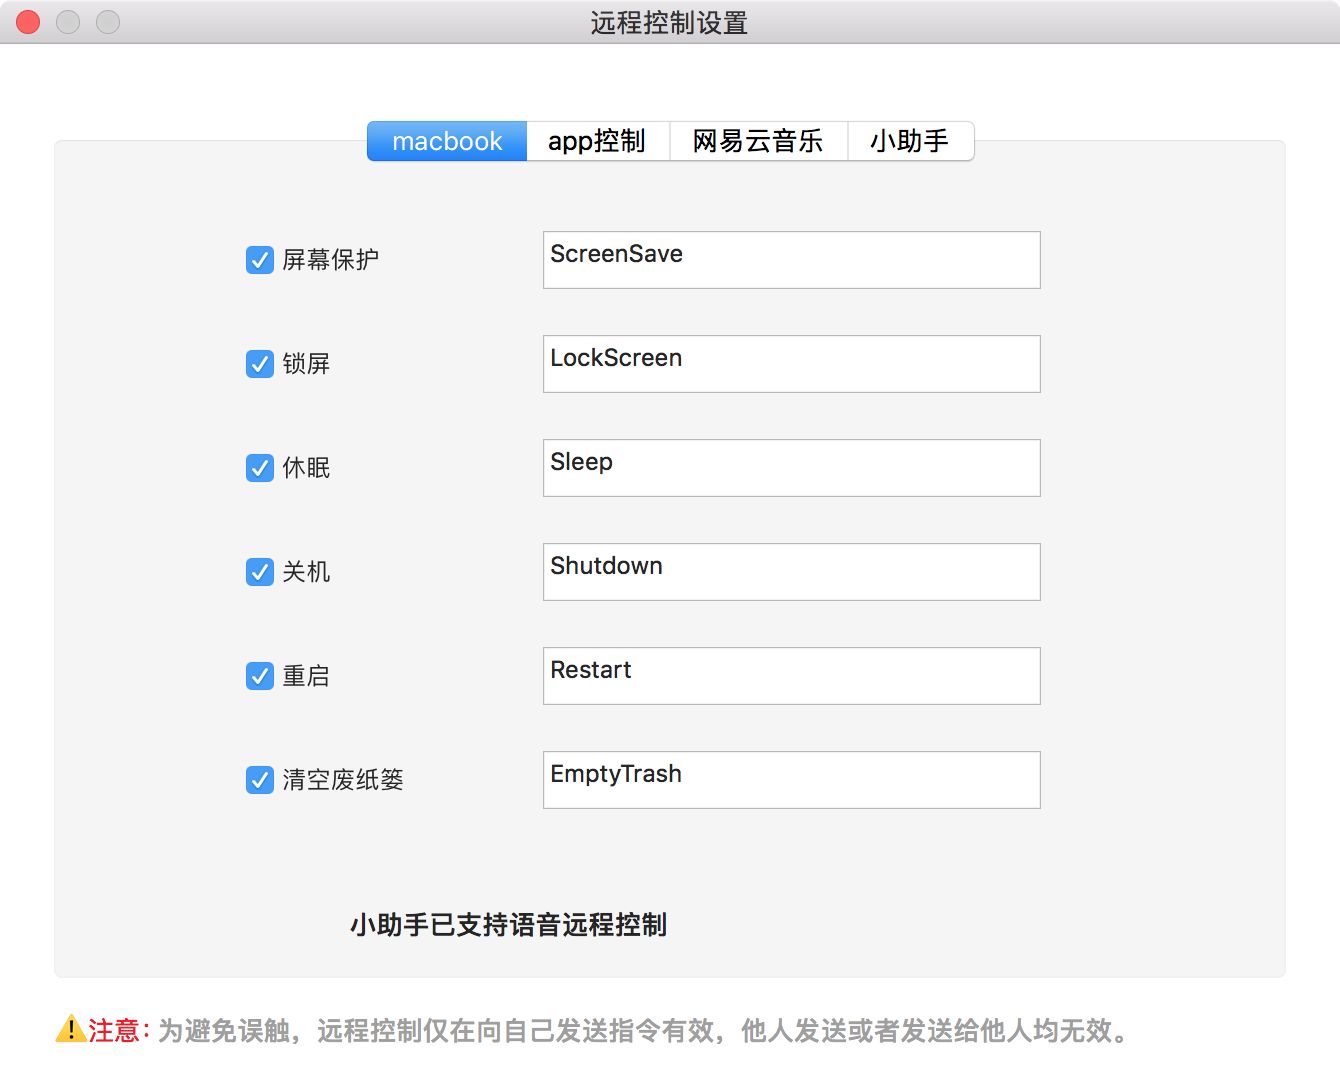 远程控制设置
macbook app控制 网易云音乐 小助手
屏幕保护 ScreenSave
锁屏 LockScreen
休眠 Sleep
关机 Shutdown
重启 Restart
清空废纸篓 EmptyTrash
小助手已支持语音远程控制
⚠️注意：为避免误触，远程控制仅在向自己发送指令有效，他人发送或者发送给他人均无效。